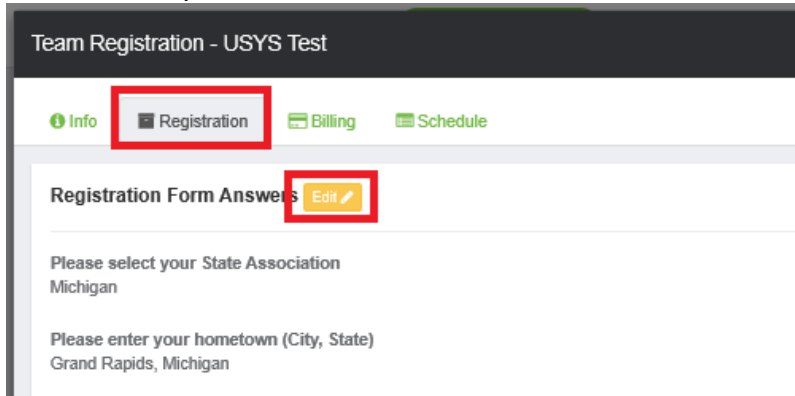 Team Registration - USYS Test
Info Registration Billing Schedule
Registration Form Answers Edit
Please select your State Association
Michigan
Please enter your hometown (City, State)
Grand Rapids, Michigan